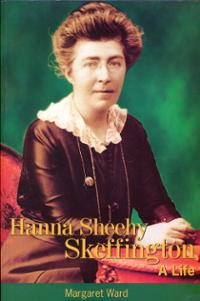 Hanna Sheehy
Skeffington
A Life
Margaret Ward